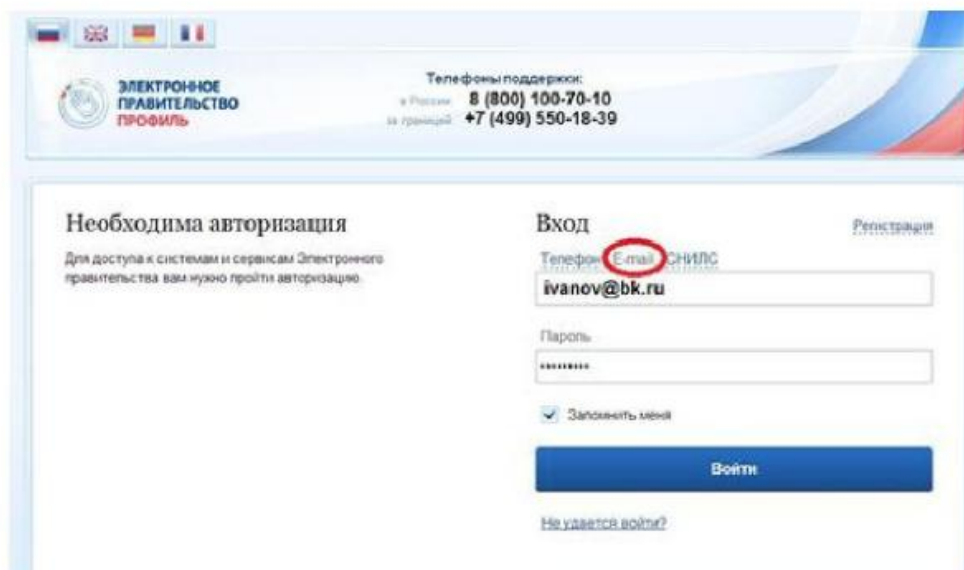 ЭЛЕКТРОННОЕ
ПРАВИТЕЛЬСТВО
ПРОФИЛЬ
Телефоны поддержки:
в России 8 (800) 100-70-10
за границей +7 (499) 550-18-39
Необходима авторизация
Для доступа к системам и сервисам Электронного
правительства вам нужно пройти авторизацию.
Вход
Регистрация
Телефон E-mail СНИЛС
ivanov@bk.ru
Пароль
Запомнить меня
Войти
Не удается войти?